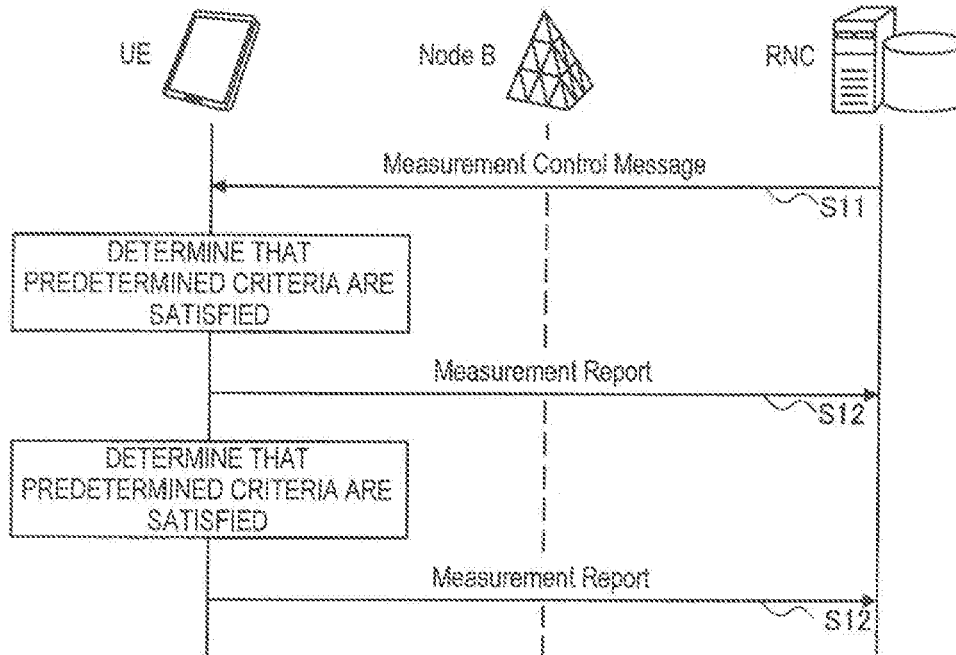 UE
Node B
RNC
Measurement Control Message
S11
DETERMINE THAT
PREDETERMINED CRITERIA ARE
SATISFIED
Measurement Report
S12
DETERMINE THAT
PREDETERMINED CRITERIA ARE
SATISFIED
Measurement Report
S12